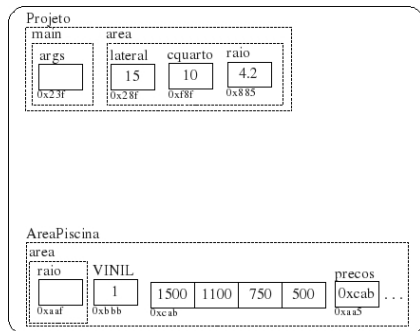 Projeto
main area
args lateral cquarto raio
15 10 4.2
0x23f 0x28f 0xf8f 0x885
AreaPiscina
area
raio VINIL precos
1 1500 1100 750 500 0xcab ...
0xaaf 0xbbb 0xcab 0xaa5